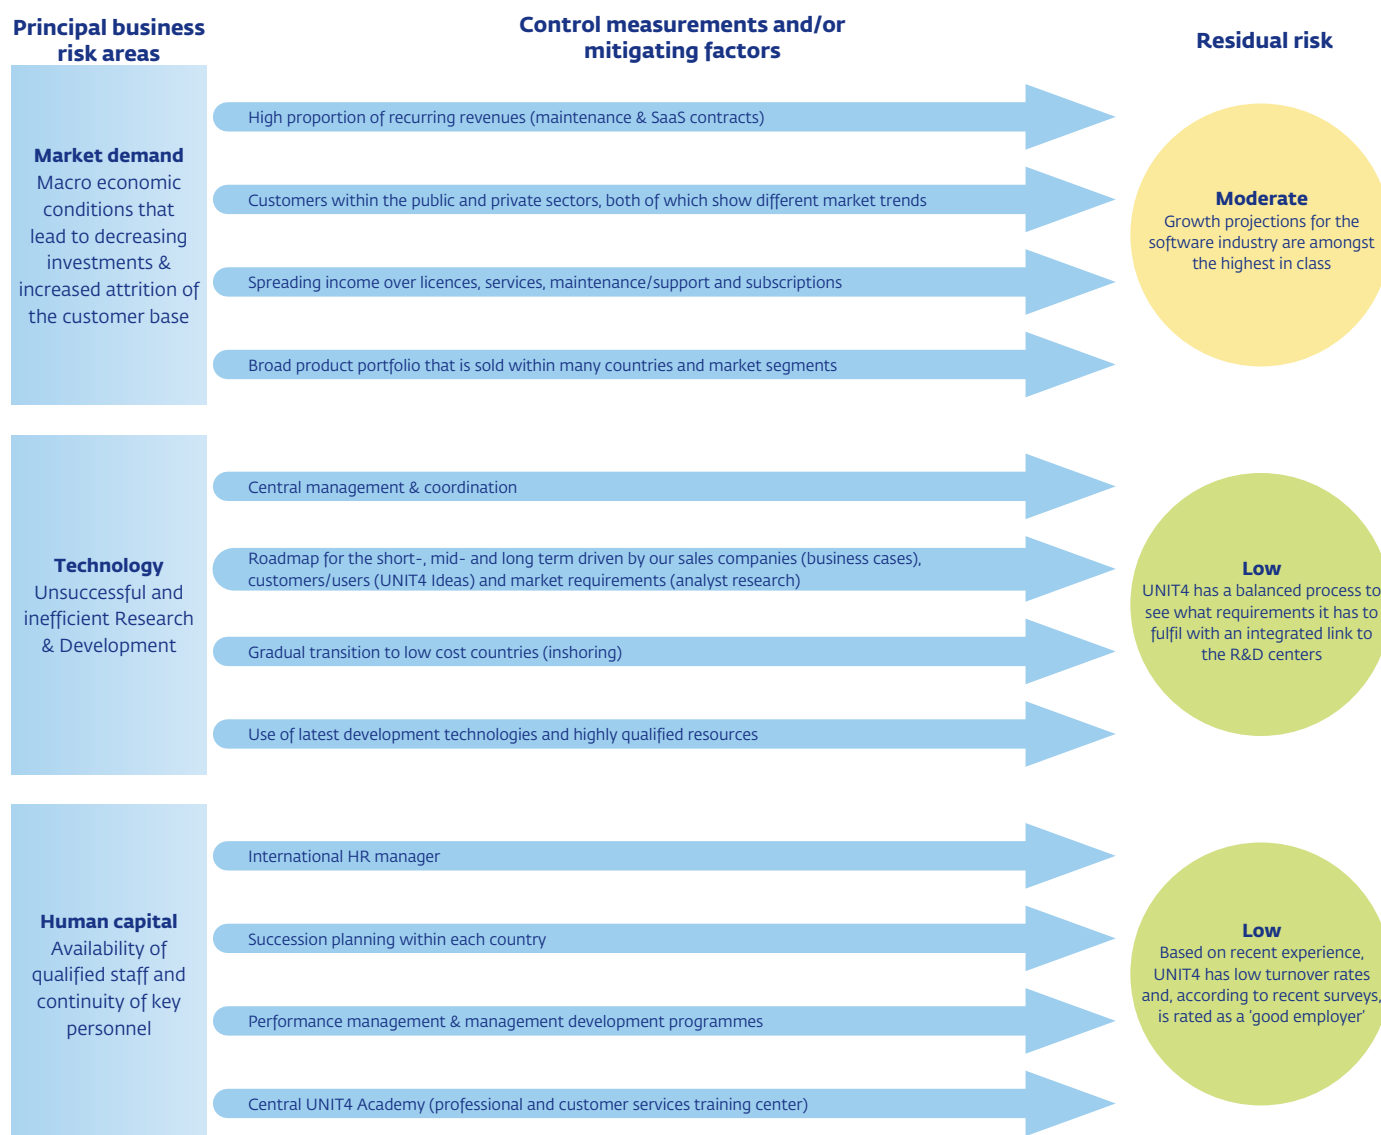 Principal business
risk areas
Control measurements and/or
mitigating factors
Residual risk
Market demand
Macro economic
conditions that
lead to decreasing
investments &
increased attrition of
the customer base
High proportion of recurring revenues (maintenance & SaaS contracts)
Customers within the public and private sectors, both of which show different market trends
Spreading income over licences, services, maintenance/support and subscriptions
Broad product portfolio that is sold within many countries and market segments
Moderate
Growth projections for the
software industry are amongst
the highest in class
Technology
Unsuccessful and
inefficient Research
& Development
Central management & coordination
Roadmap for the short-, mid- and long term driven by our sales companies (business cases),
customers/users (UNIT4 Ideas) and market requirements (analyst research)
Gradual transition to low cost countries (inshoring)
Use of latest development technologies and highly qualified resources
Low
UNIT4 has a balanced process to
see what requirements it has to
fulfil with an integrated link to
the R&D centers
Human capital
Availability of
qualified staff and
continuity of key
personnel
International HR manager
Succession planning within each country
Performance management & management development programmes
Central UNIT4 Academy (professional and customer services training center)
Low
Based on recent experience,
UNIT4 has low turnover rates
and, according to recent surveys,
is rated as a ‘good employer’